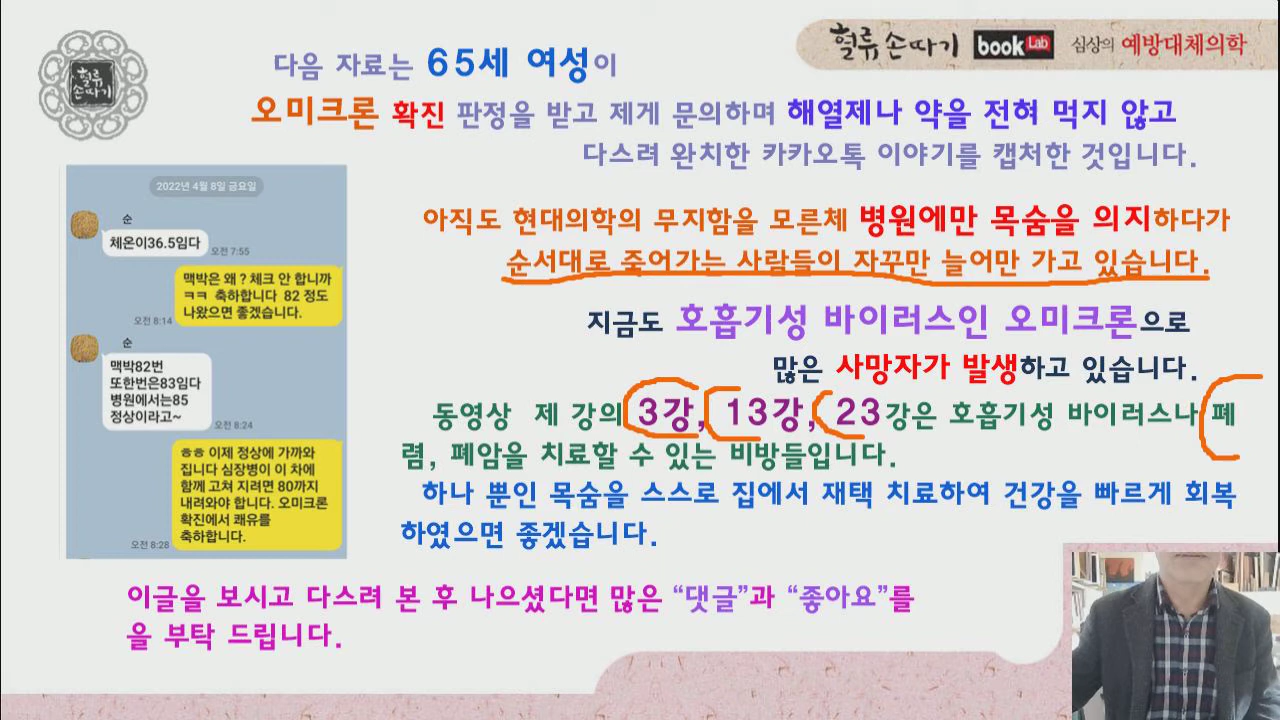 혈류 손따기 book Lab 심상의 예방대체의학
혈류
손따기
다음 자료는 65세 여성이
오미크론 확진 판정을 받고 제게 문의하며 해열제나 약을 전혀 먹지 않고
다스려 완치한 카카오톡 이야기를 캡처한 것입니다.
2022년 4월 8일 금요일
순
체온이36.5임다
오전 7:55
맥박은 왜 ? 체크 안 합니까
ㅋㅋ 축하합니다 82 정도
나왔으면 좋겠습니다.
오전 8:14
순
맥박82번
또한번은83임다
병원에서는85
정상이라고~
오전 8:24
ㅎㅎ 이제 정상에 가까와
집니다 심장병이 이 차에
함께 고쳐 지려면 80까지
내려와야 합니다. 오미크론
확진에서 쾌유를
축하합니다.
오전 8:28
아직도 현대의학의 무지함을 모른체 병원에만 목숨을 의지하다가
순서대로 죽어가는 사람들이 자꾸만 늘어만 가고 있습니다.
지금도 호흡기성 바이러스인 오미크론으로
많은 사망자가 발생하고 있습니다.
동영상 제 강의 3강, 13강, 23강은 호흡기성 바이러스나 폐
렴, 폐암을 치료할 수 있는 비방들입니다.
하나 뿐인 목숨을 스스로 집에서 재택 치료하여 건강을 빠르게 회복
하였으면 좋겠습니다.
이글을 보시고 다스려 본 후 나으셨다면 많은 “댓글”과 “좋아요”를
을 부탁 드립니다.